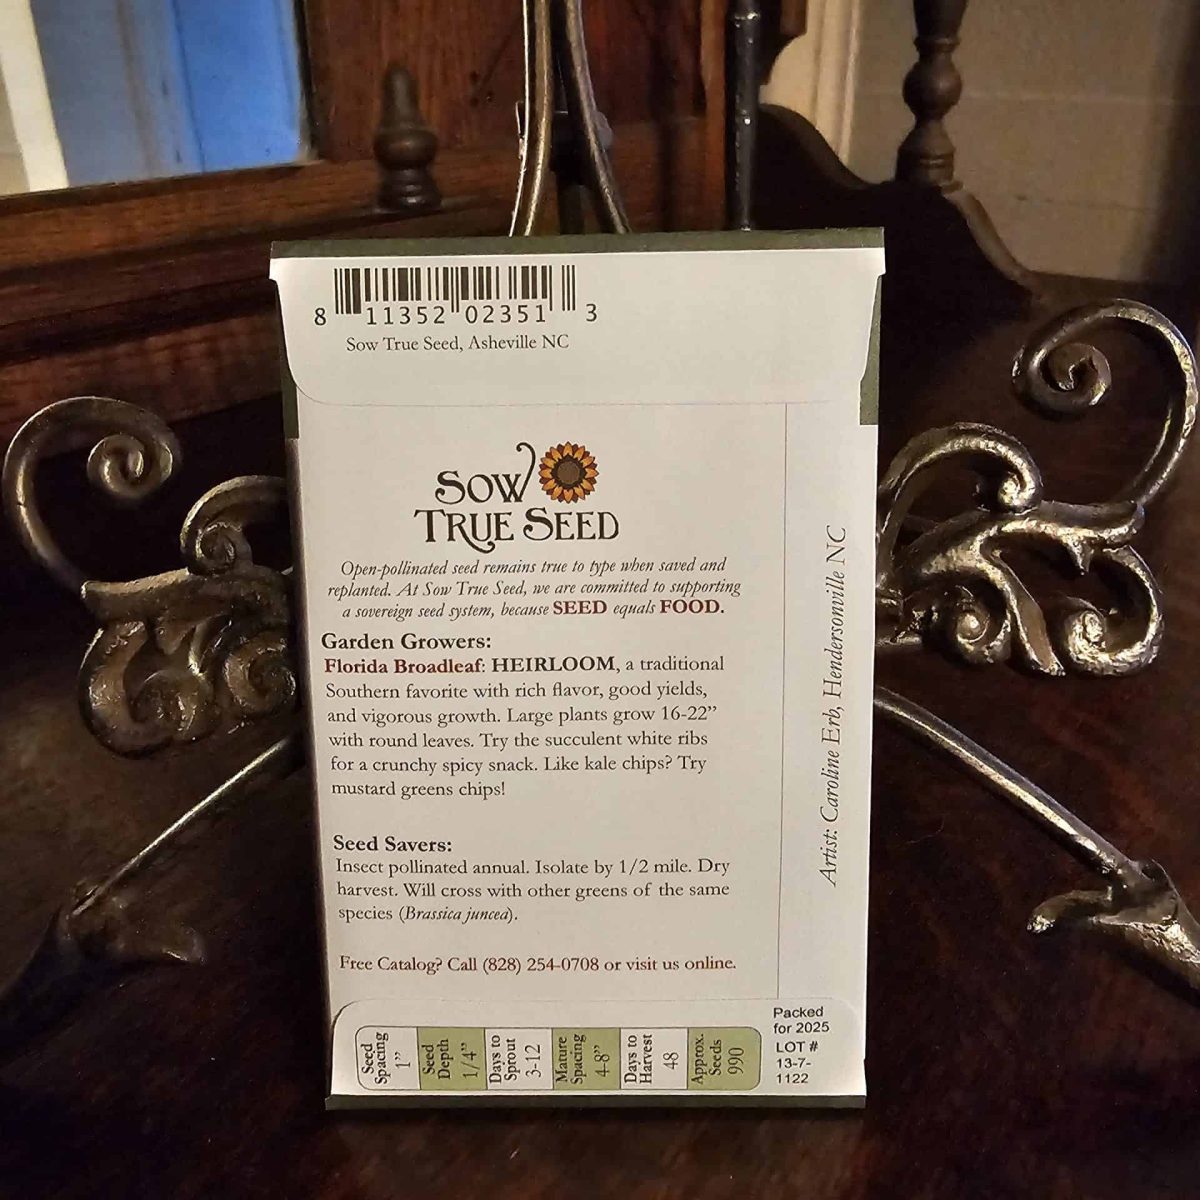 8 11352 02351 3
Sow True Seed, Asheville NC
SOW
TRUE SEED
Open-pollinated seed remains true to type when saved and
replanted. At Sow True Seed, we are committed to supporting
a sovereign seed system, because SEED equals FOOD.
Garden Growers:
Florida Broadleaf: HEIRLOOM, a traditional
Southern favorite with rich flavor, good yields,
and vigorous growth. Large plants grow 16-22”
with round leaves. Try the succulent white ribs
for a crunchy spicy snack. Like kale chips? Try
mustard greens chips!
Seed Savers:
Insect pollinated annual. Isolate by 1/2 mile. Dry
harvest. Will cross with other greens of the same
species (Brassica juncea).
Free Catalog? Call (828) 254-0708 or visit us online.
Artist: Caroline Erb, Hendersonville NC
Seed
Spacing
1”
Seed
Depth
1/4”
Days to
Sprout
3-12
Mature
Spacing
4-8”
Days to
Harvest
48
Approx.
Seeds
990
Packed
for 2025
LOT #
13-7-
1122